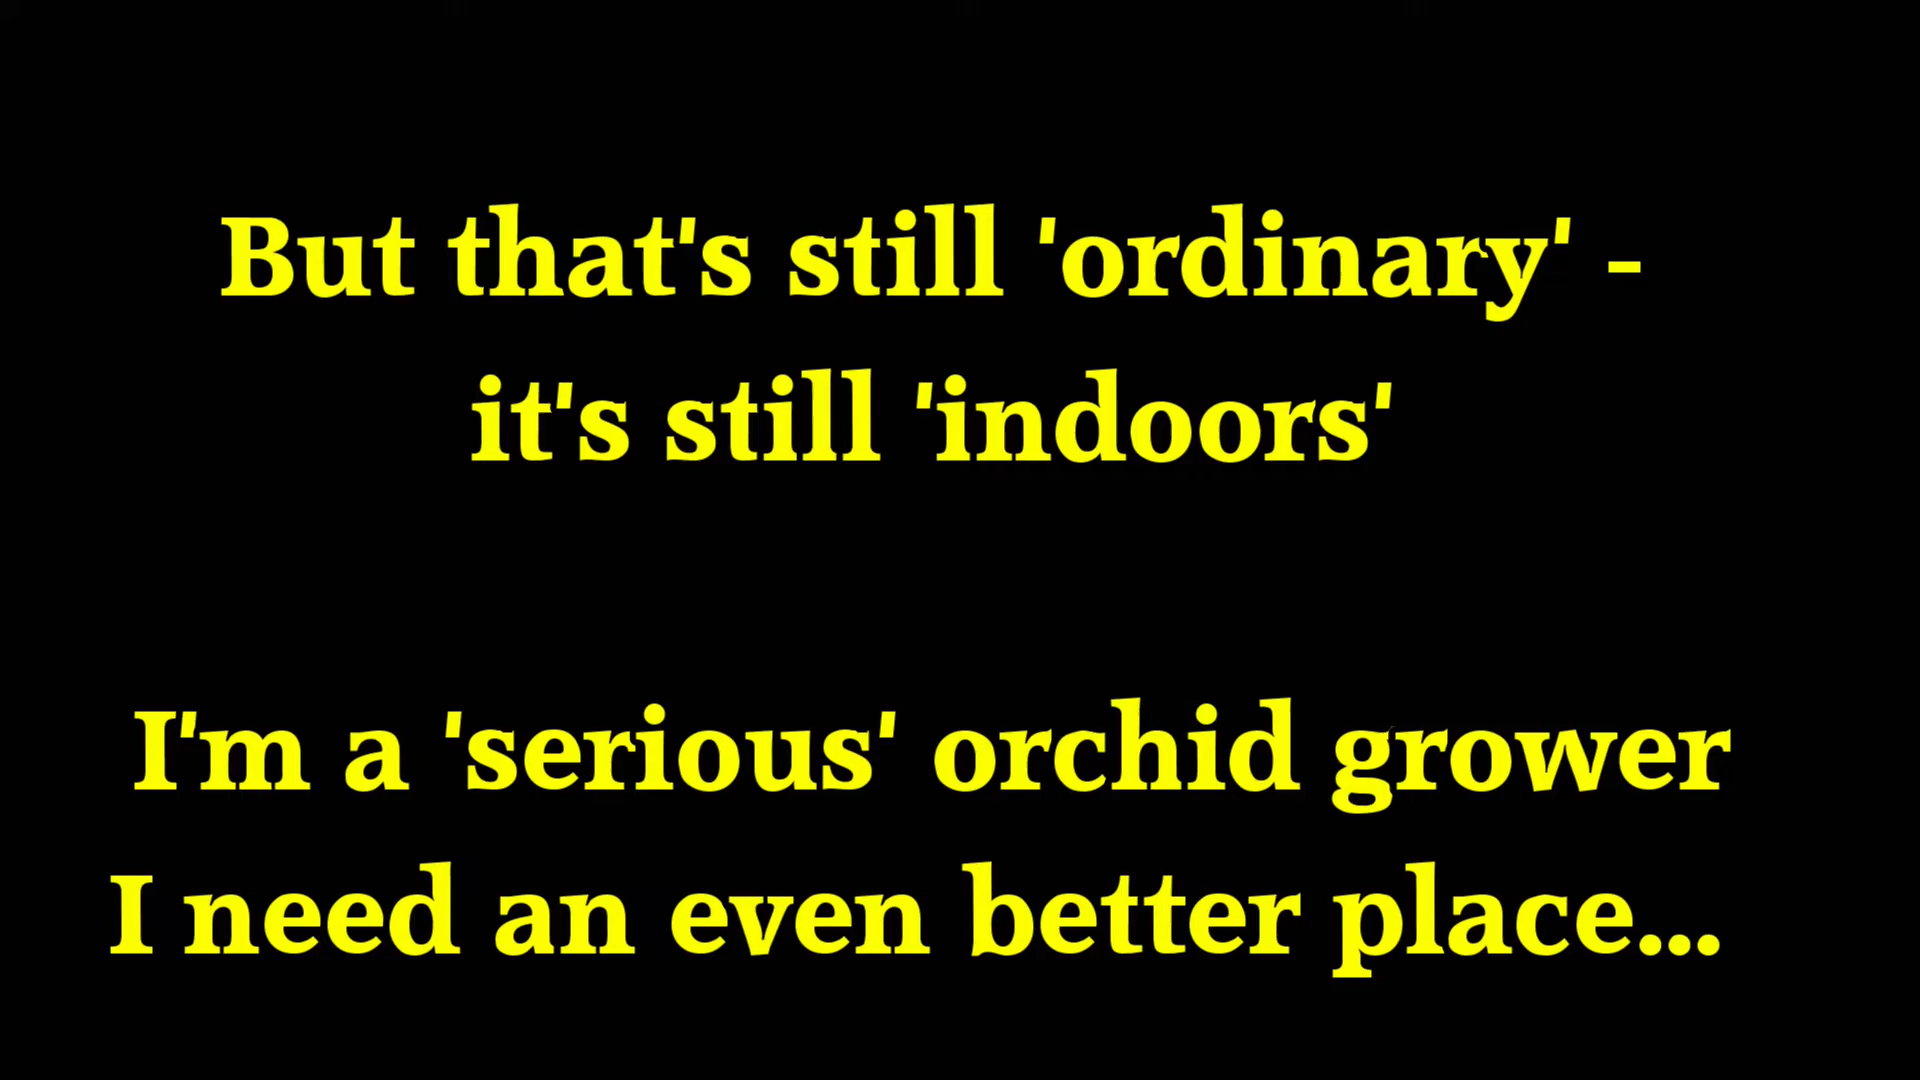 But that's still 'ordinary' -
it's still 'indoors'
I'm a 'serious' orchid grower
I need an even better place...